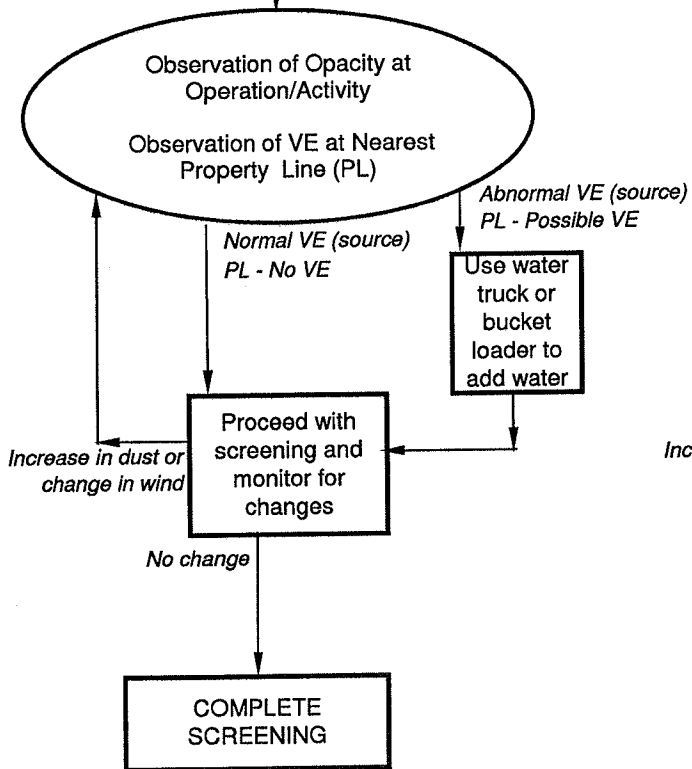 Observation of Opacity at
Operation/Activity
Observation of VE at Nearest
Property Line (PL)
Abnormal VE (source)
PL - Possible VE
Normal VE (source)
PL - No VE
Use water
truck or
bucket
loader to
add water
Proceed with
screening and
monitor for
changes
Increase in dust or
change in wind
Inc
No change
COMPLETE
SCREENING